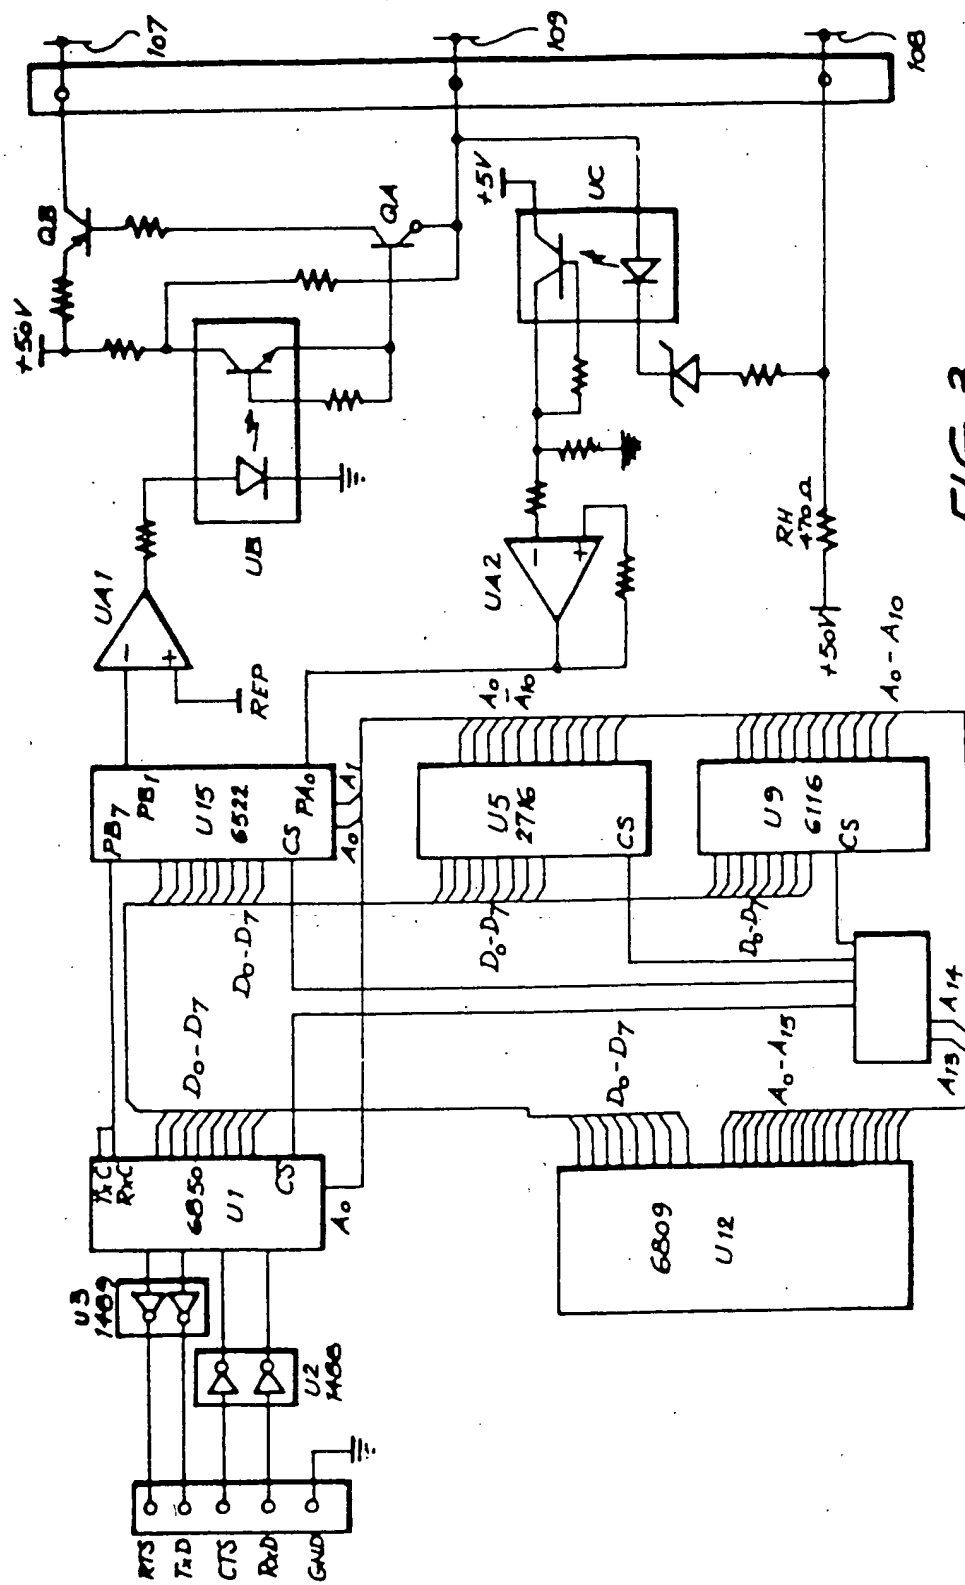 RTS
TxD
CTS
RxD
GND
U3
1489
U2
1488
TxC
RxC
6850
U1
CS
A0
D0-D7
D0-D7
PB7
PB1
U15
6522
CS
PA0
A0
A1
UA1
REP
UB
+50V
QB
QA
107
109
108
+5V
UC
UA2
RH
470Ω
+50V
A0-A10
U5
2716
CS
D0-D7
A0-A10
U9
6116
CS
D0-D7
D0-D7
A0-A15
6809
U12
A13
A14